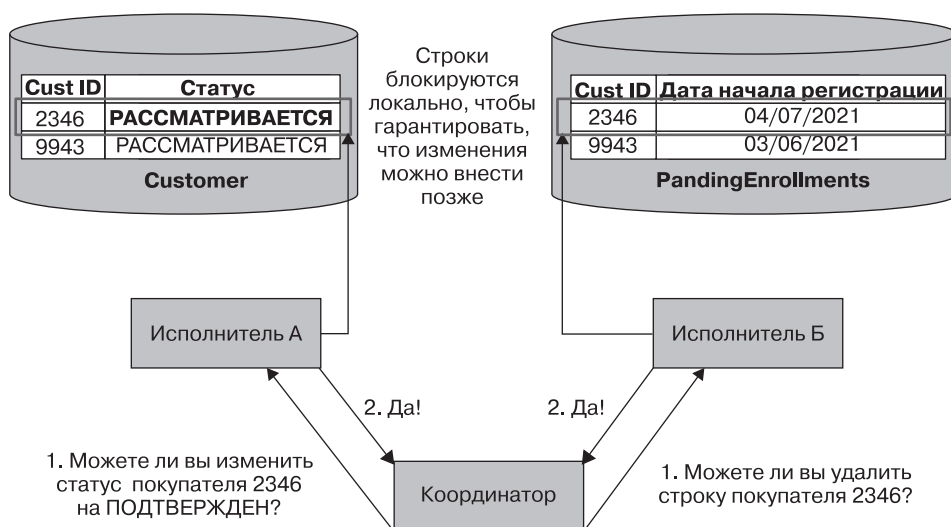 Cust ID Статус
2346 РАССМАТРИВАЕТСЯ
9943 РАССМАТРИВАЕТСЯ
Customer
Строки
блокируются
локально, чтобы
гарантировать,
что изменения
можно внести
позже
Cust ID Дата начала регистрации
2346 04/07/2021
9943 03/06/2021
PandingEnrollments
Исполнитель А
Исполнитель Б
2. Да!
2. Да!
1. Можете ли вы изменить
статус покупателя 2346
на ПОДТВЕРЖДЕН?
Координатор
1. Можете ли вы удалить
строку покупателя 2346?